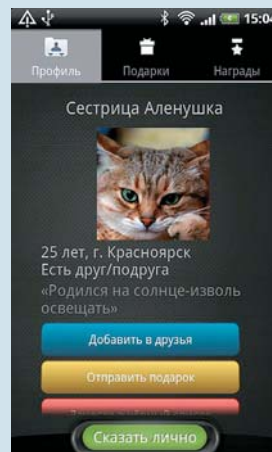 15:04
Профиль Подарки Награды
Сестрица Аленушка
25 лет, г. Красноярск
Есть друг/подруга
«Родился на солнце-изволь
освещать»
Добавить в друзья
Отправить подарок
Сказать лично